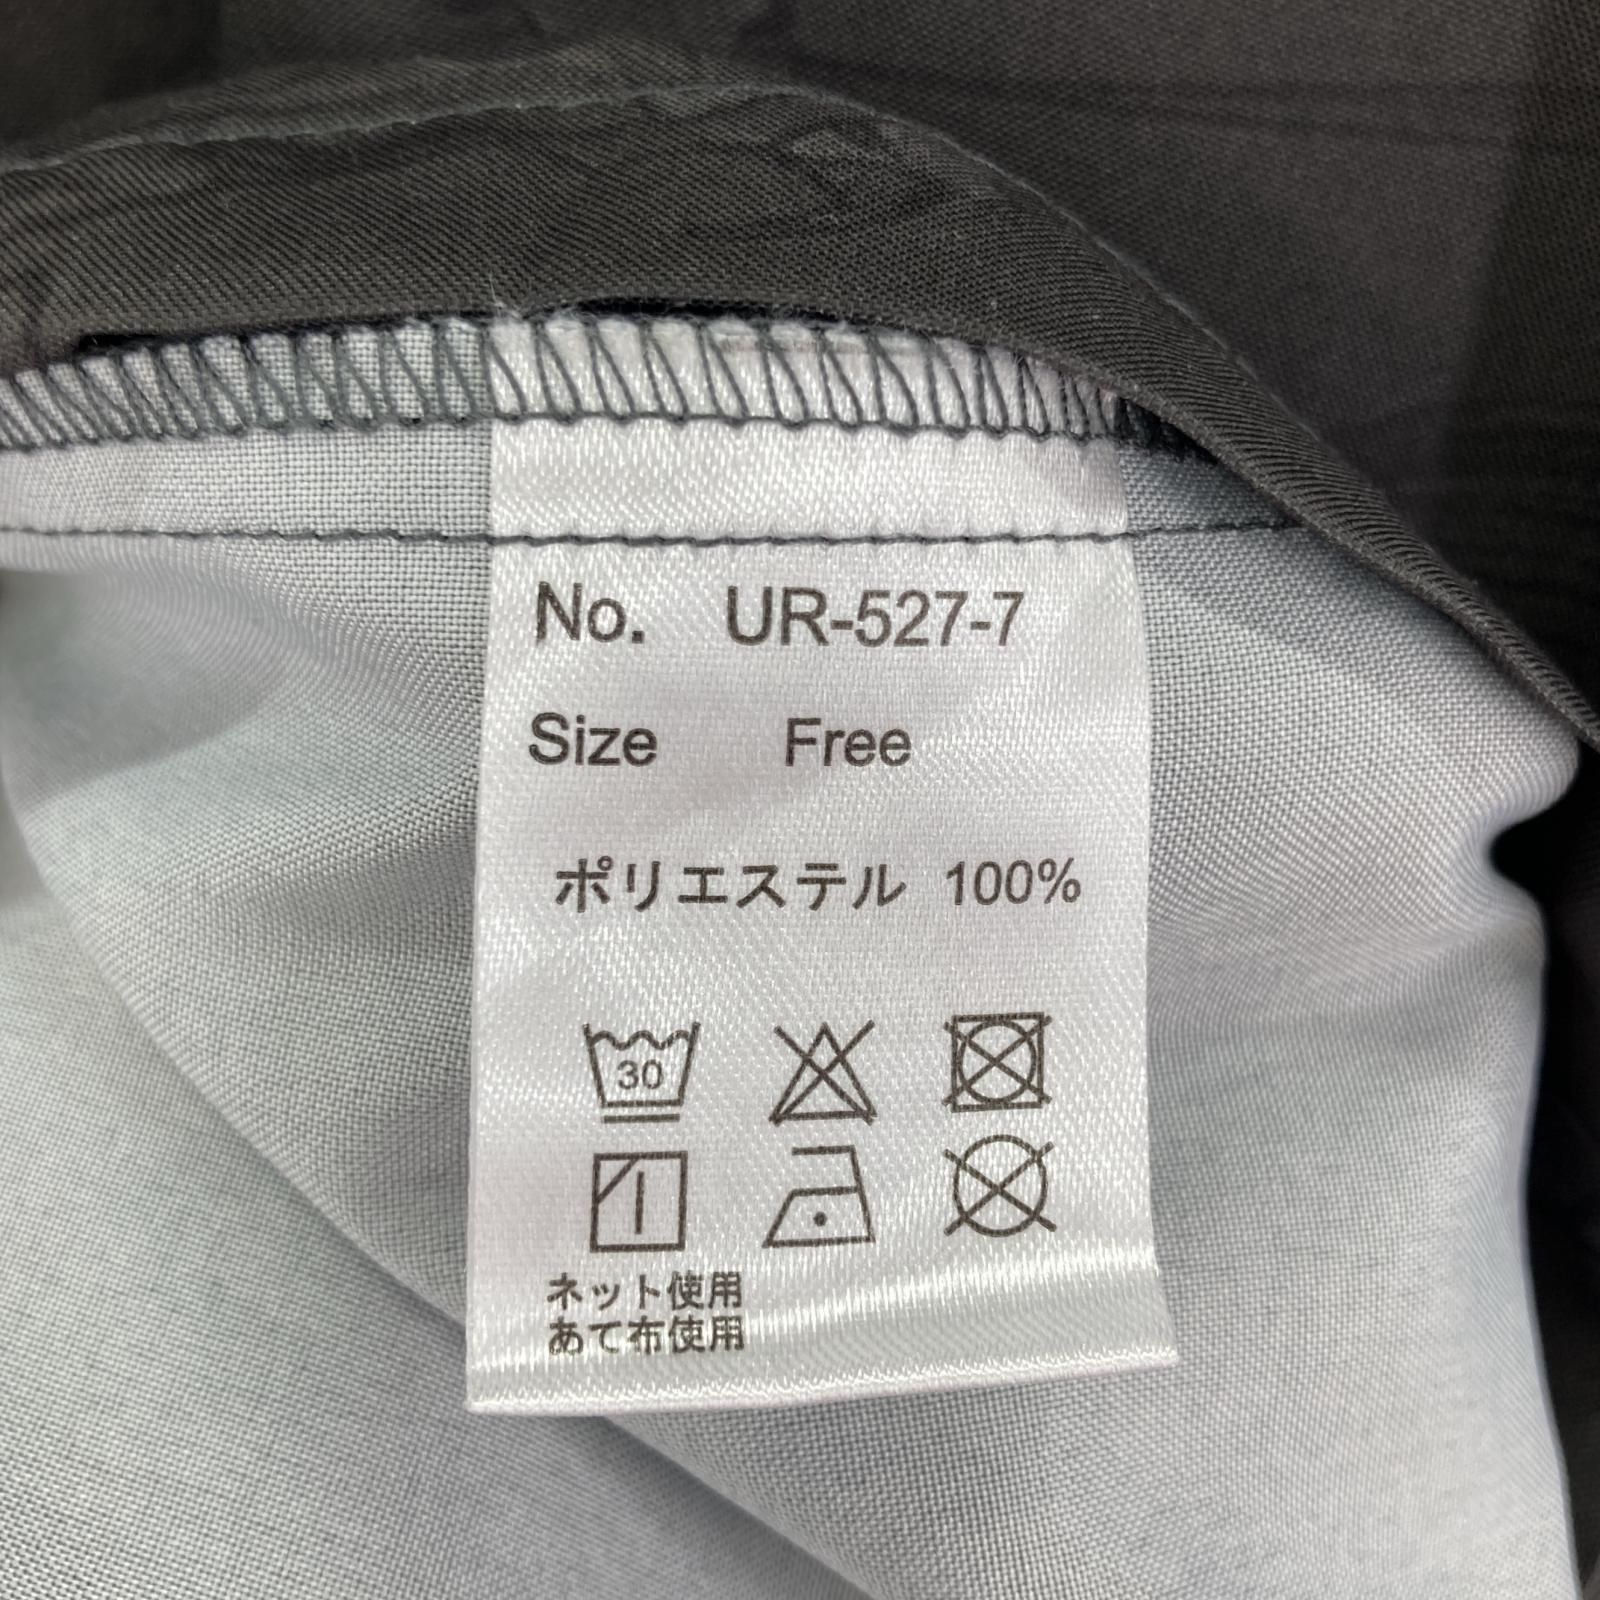 No. UR-527-7
Size Free
ポリエステル 100%
30
ネット使用
あて布使用